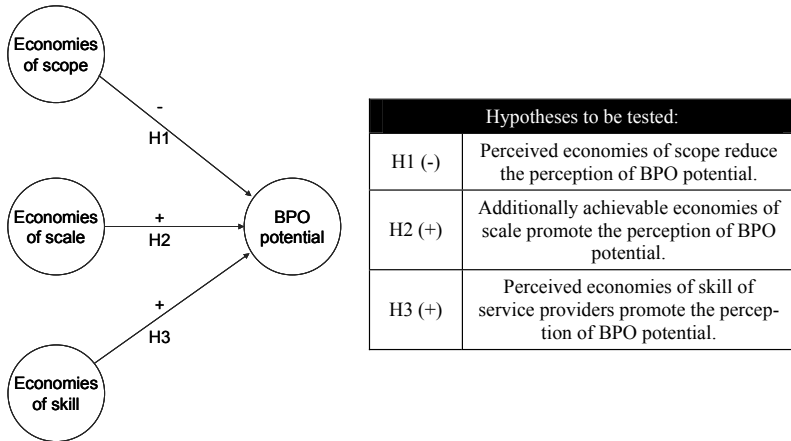 Economies
of scope
-
H1
Economies
of scale
+
H2
BPO
potential
+
H3
Economies
of skill
Hypotheses to be tested:
H1 (-)
Perceived economies of scope reduce
the perception of BPO potential.
H2 (+)
Additionally achievable economies of
scale promote the perception of BPO
potential.
H3 (+)
Perceived economies of skill of
service providers promote the percep-
tion of BPO potential.